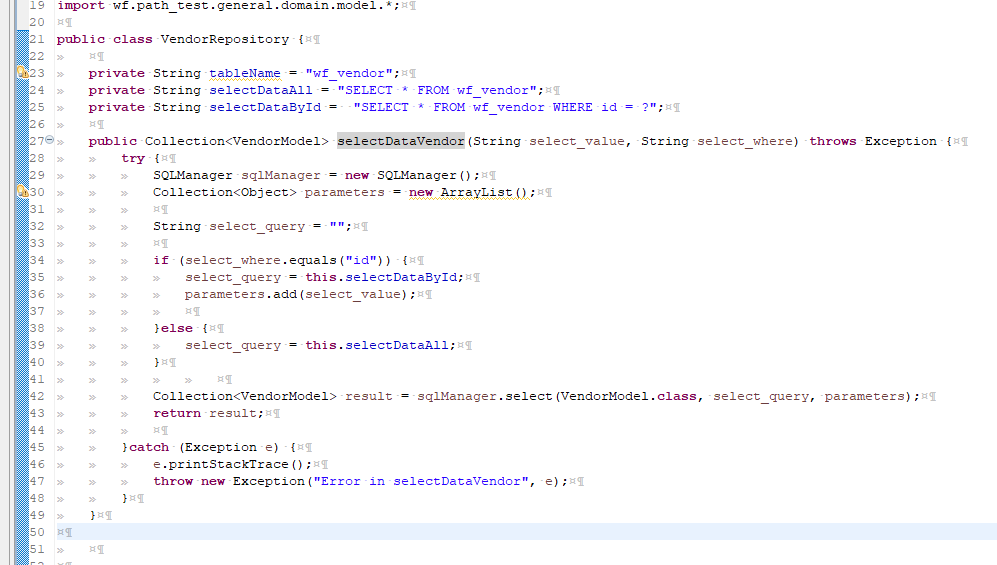 19 import wf.path_test.general.domain.model.*;¤¶
20 ¤¶
21 public class VendorRepository {¤¶
22 » ¤¶
23 » private String tableName = "wf_vendor";¤¶
24 » private String selectDataAll = "SELECT * FROM wf_vendor";¤¶
25 » private String selectDataById = "SELECT * FROM wf_vendor WHERE id = ?";¤¶
26 » ¤¶
27 » public Collection<VendorModel> selectDataVendor(String select_value, String select_where) throws Exception {¤¶
28 » » try {¤¶
29 » » » SQLManager sqlManager = new SQLManager();¤¶
30 » » » Collection<Object> parameters = new ArrayList();¤¶
31 » » » ¤¶
32 » » » String select_query = "";¤¶
33 » » » ¤¶
34 » » » if (select_where.equals("id")) {¤¶
35 » » » » select_query = this.selectDataById;¤¶
36 » » » » parameters.add(select_value);¤¶
37 » » » » ¤¶
38 » » » }else {¤¶
39 » » » » select_query = this.selectDataAll;¤¶
40 » » » }¤¶
41 » » » » » ¤¶
42 » » » Collection<VendorModel> result = sqlManager.select(VendorModel.class, select_query, parameters);¤¶
43 » » » return result;¤¶
44 » » » ¤¶
45 » » }catch (Exception e) {¤¶
46 » » » e.printStackTrace();¤¶
47 » » » throw new Exception("Error in selectDataVendor", e);¤¶
48 » » }¤¶
49 » }¤¶
50 ¤¶
51 » ¤¶